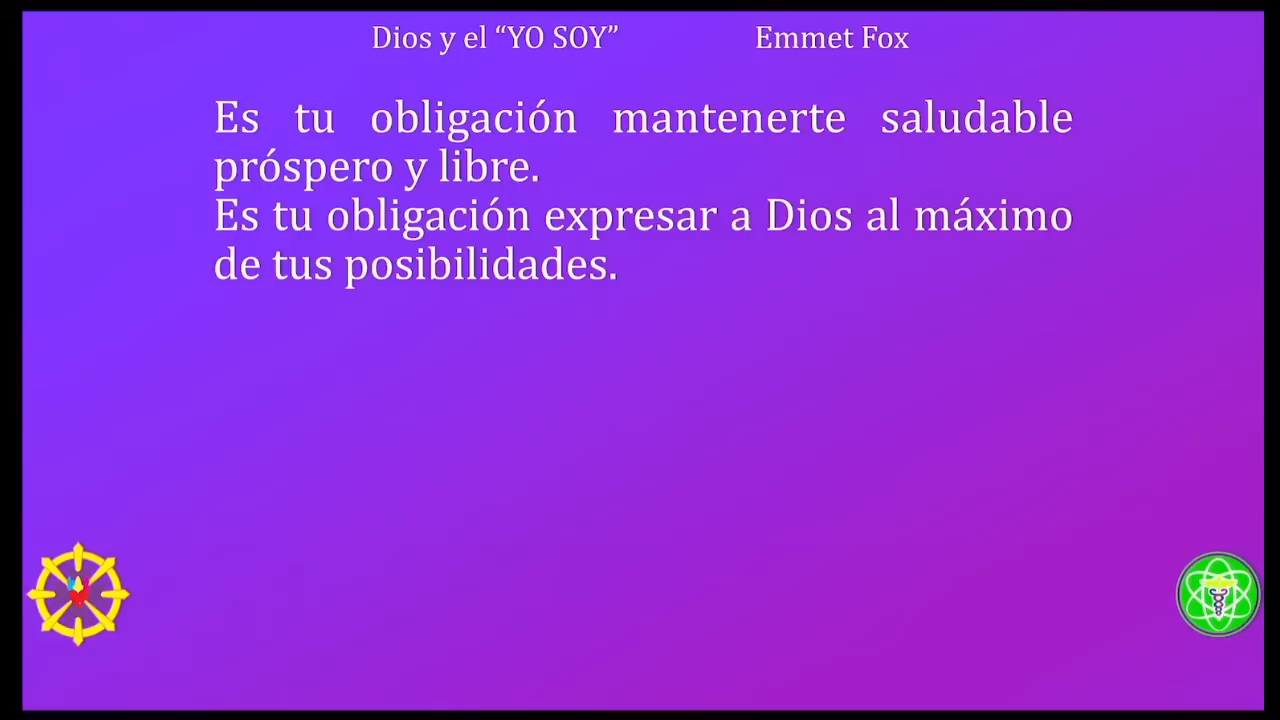 Dios y el “YO SOY” Emmet Fox
Es tu obligación mantenerte saludable
próspero y libre.
Es tu obligación expresar a Dios al máximo
de tus posibilidades.